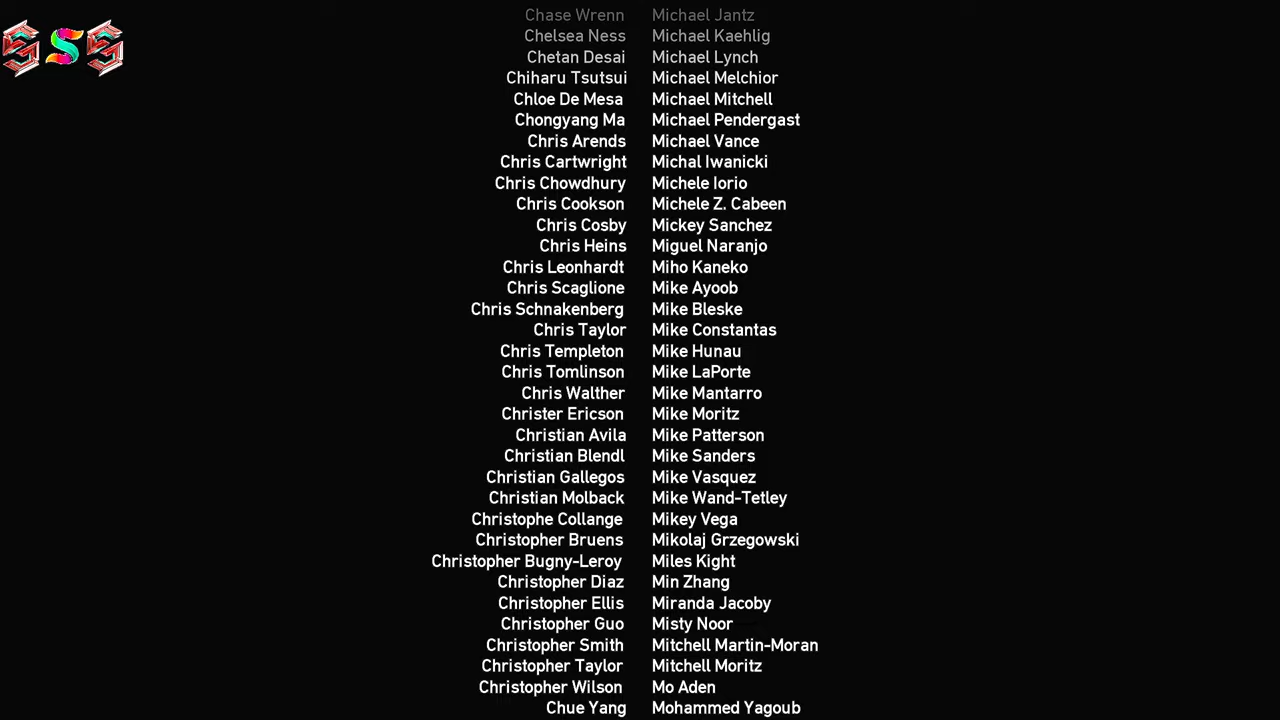 SSS
Chase Wrenn Michael Jantz
Chelsea Ness Michael Kaehlig
Chetan Desai Michael Lynch
Chiharu Tsutsui Michael Melchior
Chloe De Mesa Michael Mitchell
Chongyang Ma Michael Pendergast
Chris Arends Michael Vance
Chris Cartwright Michal Iwanicki
Chris Chowdhury Michele Iorio
Chris Cookson Michele Z. Cabeen
Chris Cosby Mickey Sanchez
Chris Heins Miguel Naranjo
Chris Leonhardt Miho Kaneko
Chris Scaglione Mike Ayoob
Chris Schnakenberg Mike Bleske
Chris Taylor Mike Constantas
Chris Templeton Mike Hunau
Chris Tomlinson Mike LaPorte
Chris Walther Mike Mantarro
Christer Ericson Mike Moritz
Christian Avila Mike Patterson
Christian Blendl Mike Sanders
Christian Gallegos Mike Vasquez
Christian Molback Mike Wand-Tetley
Christophe Collange Mikey Vega
Christopher Bruens Mikolaj Grzegowski
Christopher Bugny-Leroy Miles Kight
Christopher Diaz Min Zhang
Christopher Ellis Miranda Jacoby
Christopher Guo Misty Noor
Christopher Smith Mitchell Martin-Moran
Christopher Taylor Mitchell Moritz
Christopher Wilson Mo Aden
Chue Yang Mohammed Yagoub